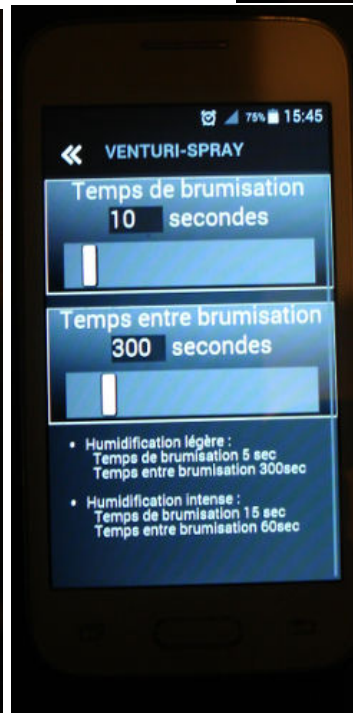 75% 15:45
VENTURI-SPRAY
Temps de brumisation
10 secondes
Temps entre brumisation
300 secondes
• Humidification légère :
Temps de brumisation 5 sec
Temps entre brumisation 300sec
• Humidification intense :
Temps de brumisation 15 sec
Temps entre brumisation 60sec